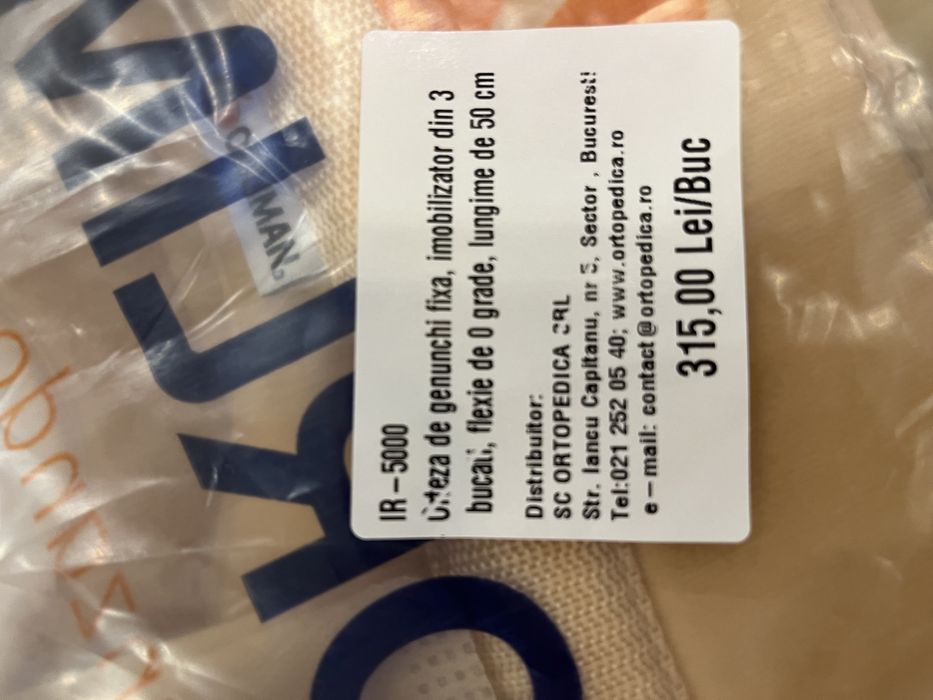 IR-5000
Orteza de genunchi fixa, imobilizator din 3
bucati, flexie de 0 grade, lungime de 50 cm
Distribuitor:
SC ORTOPEDICA SRL
Str. Iancu Capitanu, nr 5, Sector , Bucuresti
Tel:021 252 05 40; www.ortopedica.ro
e-mail: contact@ortopedica.ro
315,00 Lei/Buc